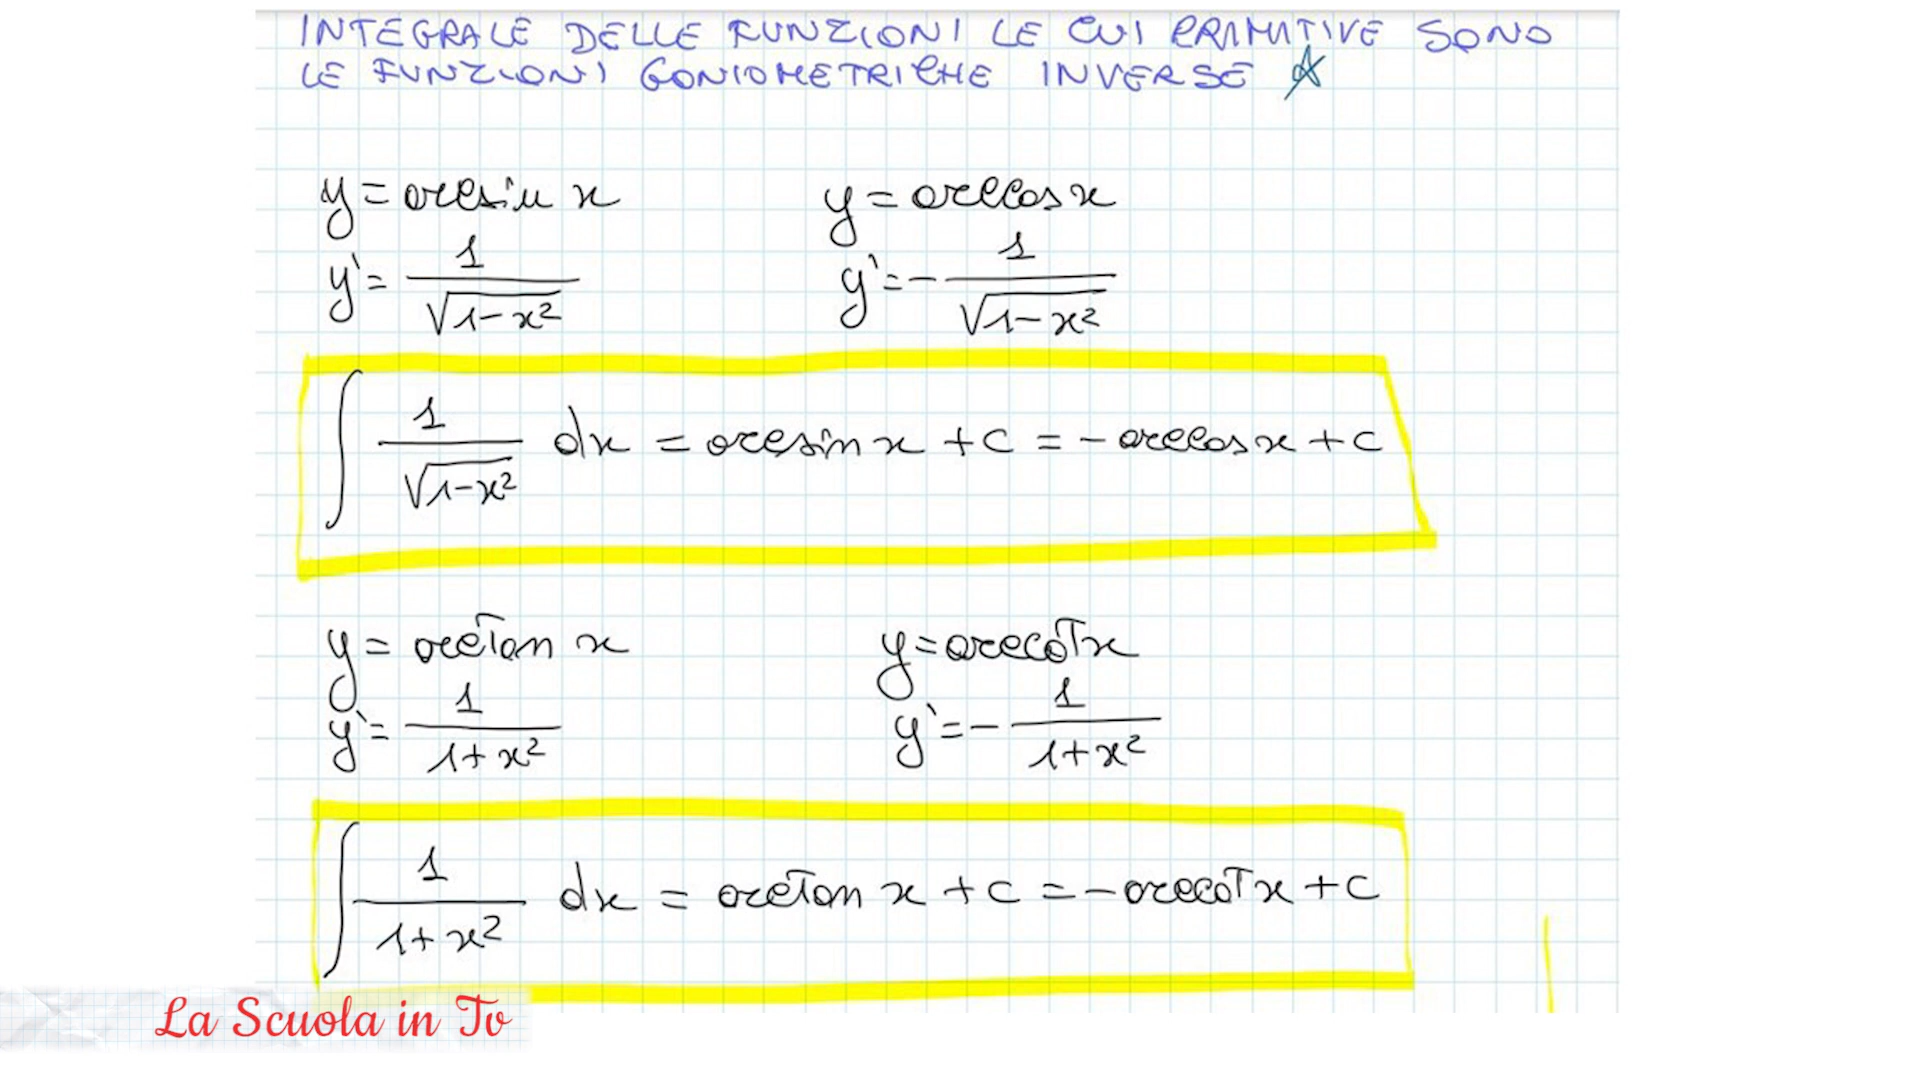 INTEGRALE DELLE FUNZIONI LE CUI PRIMITIVE SONO
LE FUNZIONI GONIOMETRICHE INVERSE
y = arcsin x
y = arccos x
y' = 1/√(1-x²)
y' = - 1/√(1-x²)
∫ 1/√(1-x²) dx = arcsin x + c = - arccos x + c
y = arctan x
y = arccot x
y' = 1/(1+x²)
y' = - 1/(1+x²)
∫ 1/(1+x²) dx = arctan x + c = - arccot x + c
La Scuola in Tv